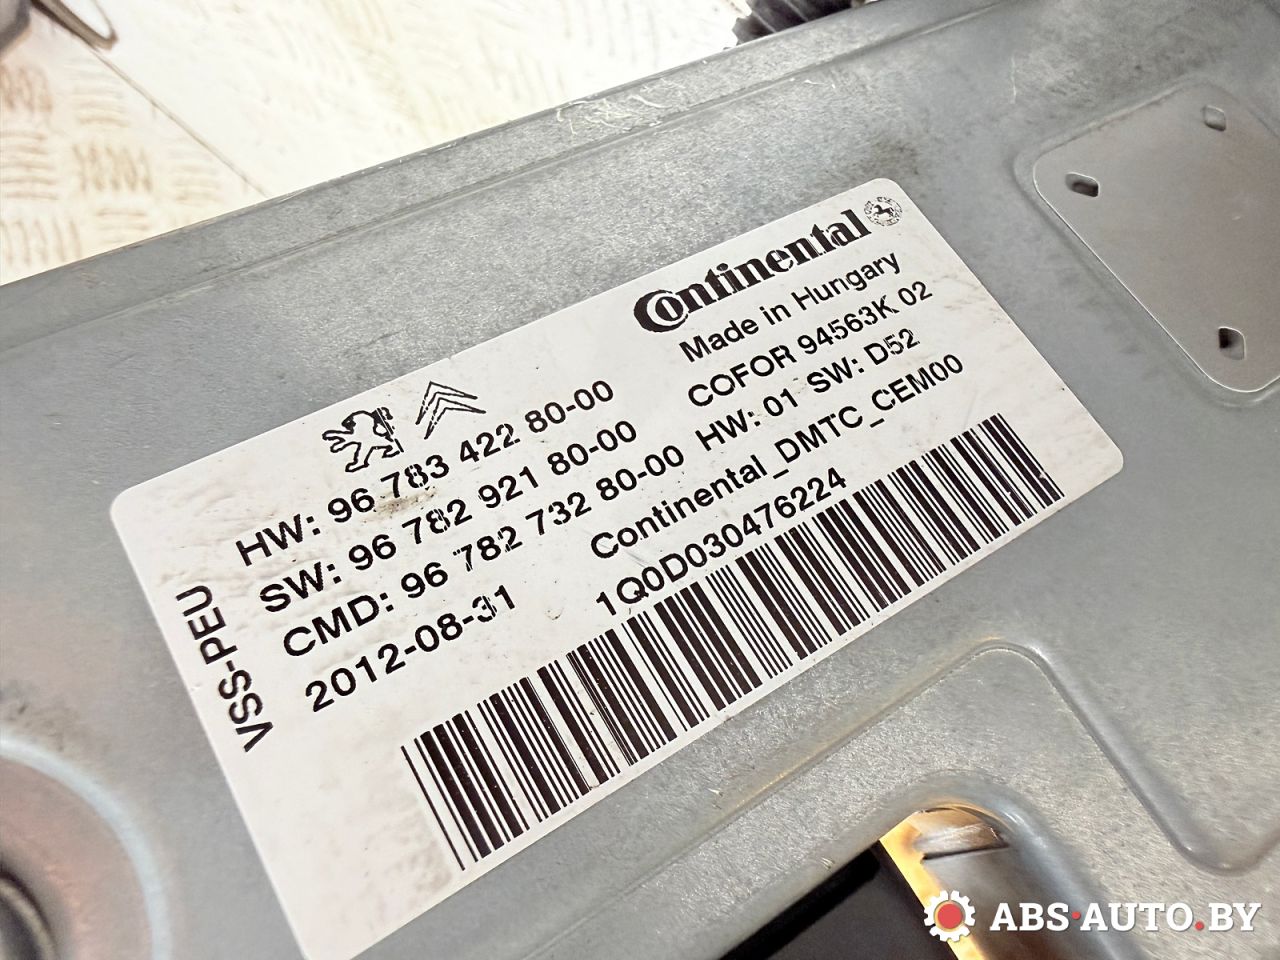 Continental
Made in Hungary
COFOR 94563K 02
HW: 96 783 422 80-00
HW: 01 SW: D52
SW: 96 782 921 80-00
Continental_DMTC_CEM00
CMD: 96 782 732 80-00
1Q0D030476224
2012-08-31
VSS-PEU
ABS-AUTO.BY